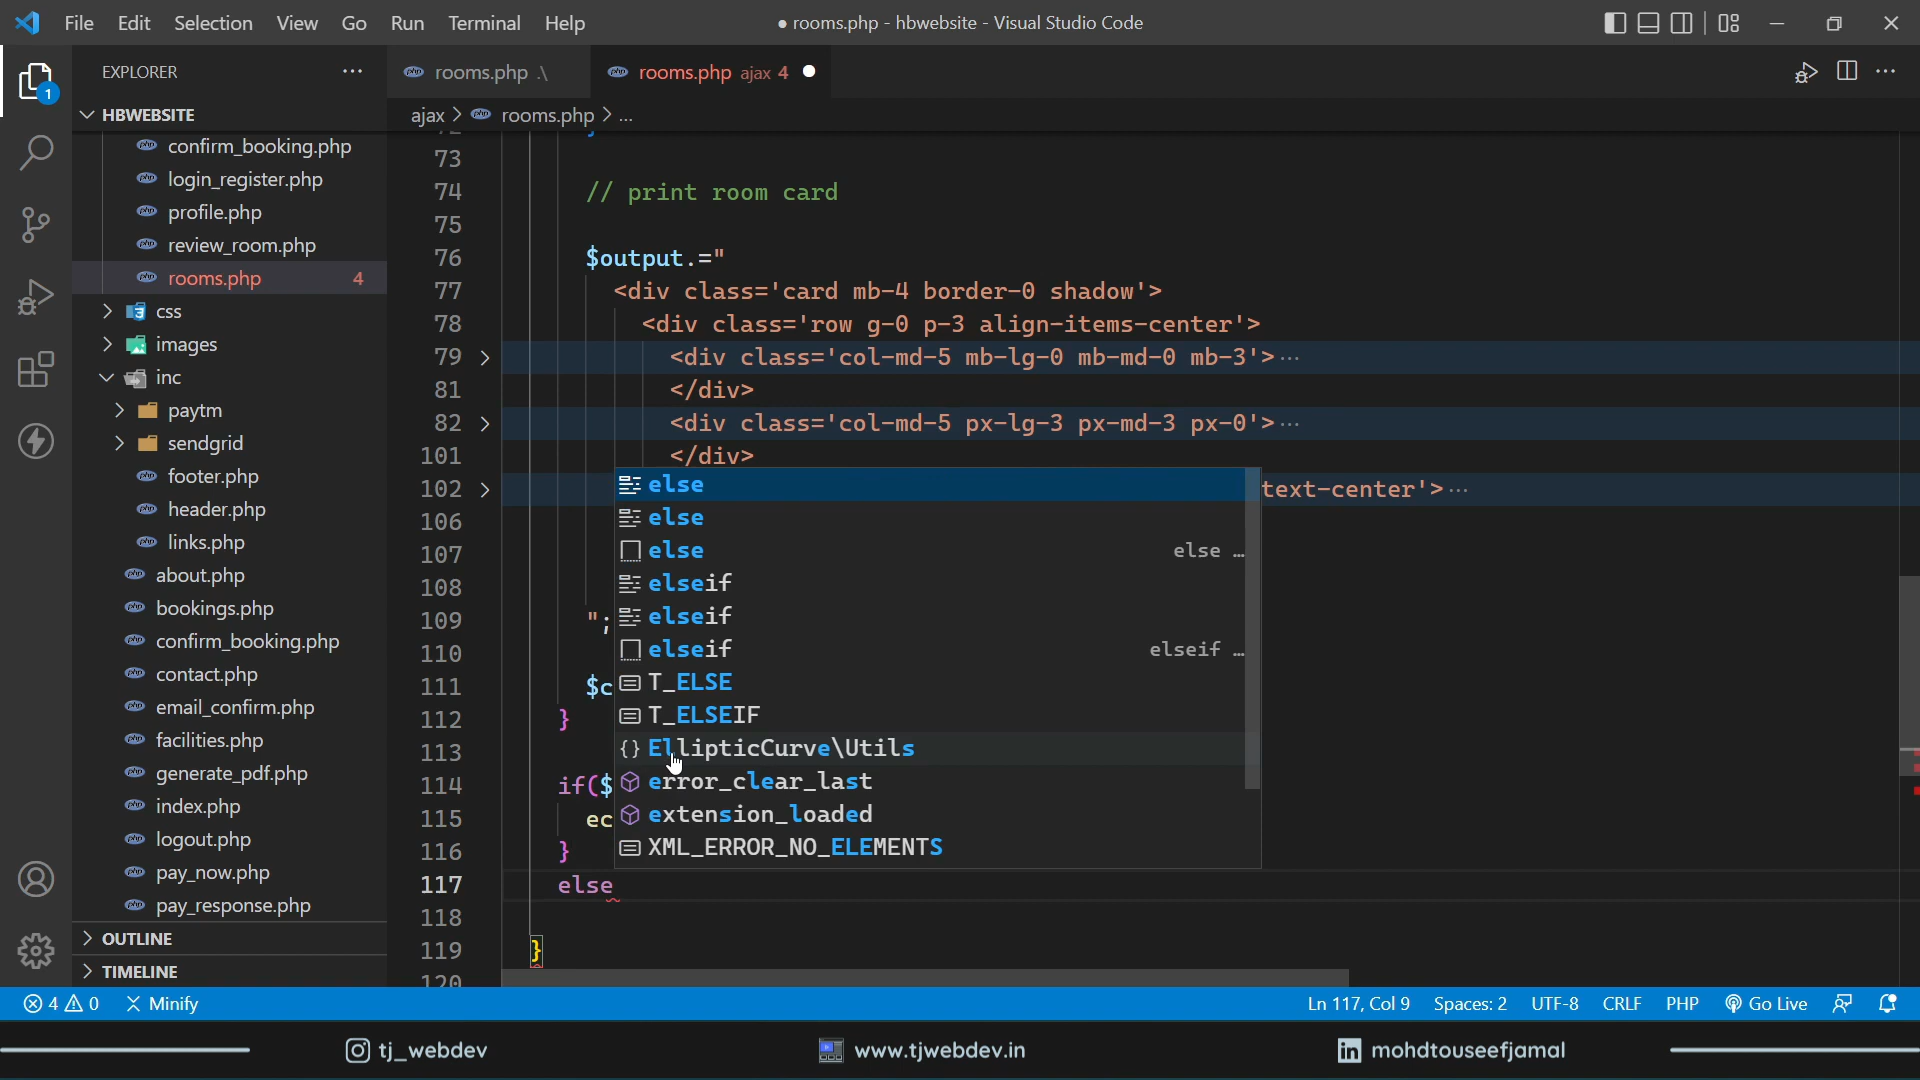 File Edit Selection View Go Run Terminal Help
● rooms.php - hbwebsite - Visual Studio Code
EXPLORER
rooms.php .\
rooms.php ajax 4
HBWEBSITE
ajax > rooms.php > ...
confirm_booking.php
login_register.php
profile.php
review_room.php
rooms.php 4
css
images
inc
paytm
sendgrid
footer.php
header.php
links.php
about.php
bookings.php
confirm_booking.php
contact.php
email_confirm.php
facilities.php
generate_pdf.php
index.php
logout.php
pay_now.php
pay_response.php
OUTLINE
TIMELINE
1
73
74 // print room card
75
76 $output.="
77 <div class='card mb-4 border-0 shadow'>
78 <div class='row g-0 p-3 align-items-center'>
79 <div class='col-md-5 mb-lg-0 mb-md-0 mb-3'>...
81 </div>
82 <div class='col-md-5 px-lg-3 px-md-3 px-0'>...
101 </div>
102 text-center'>...
106
107
108
109 ";
110
111 $c
112 }
113
114 if($
115 ec
116 }
117 else
118
119 }
120
else
else
else else ...
elseif
elseif
elseif elseif ...
T_ELSE
T_ELSEIF
EllipticCurve\Utils
error_clear_last
extension_loaded
XML_ERROR_NO_ELEMENTS
4 0 Minify
Ln 117, Col 9 Spaces: 2 UTF-8 CRLF PHP Go Live
tj_webdev
www.tjwebdev.in
mohdtouseefjamal